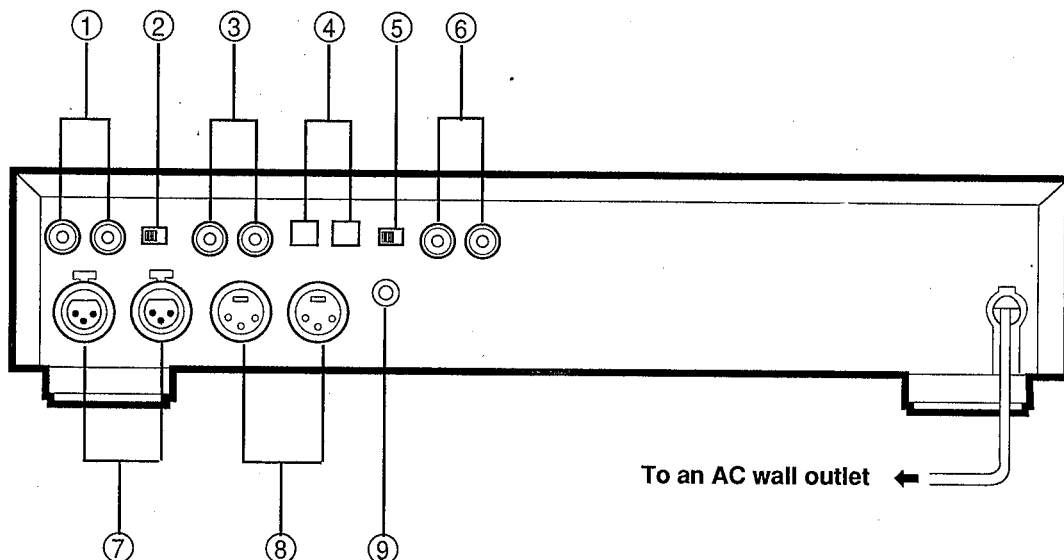 ① ② ③ ④ ⑤ ⑥
To an AC wall outlet
⑦ ⑧ ⑨